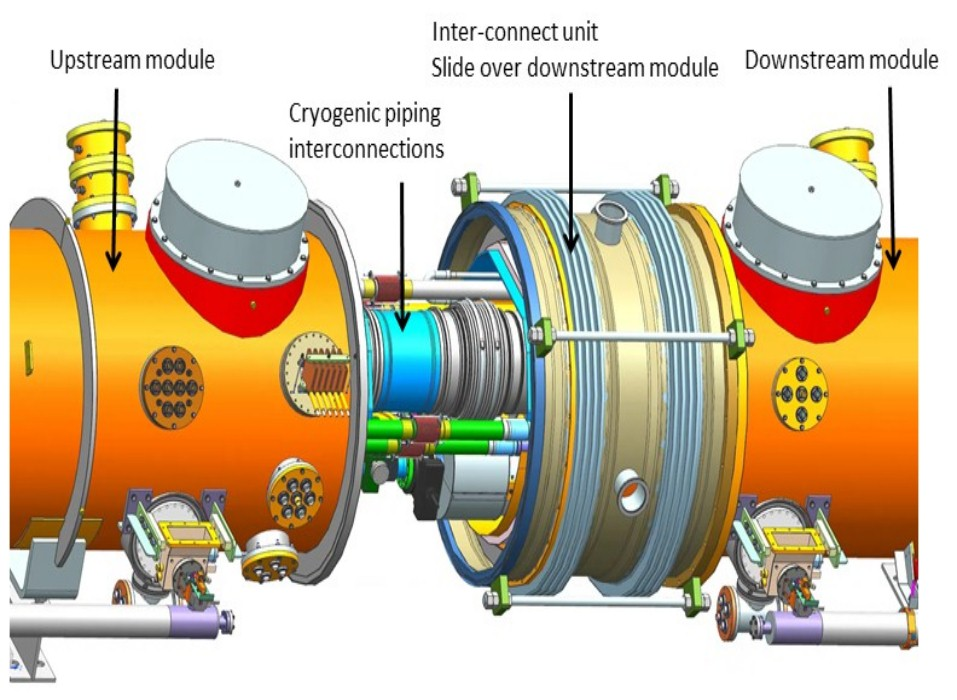 Inter-connect unit
Slide over downstream module
Upstream module
Downstream module
Cryogenic piping
interconnections